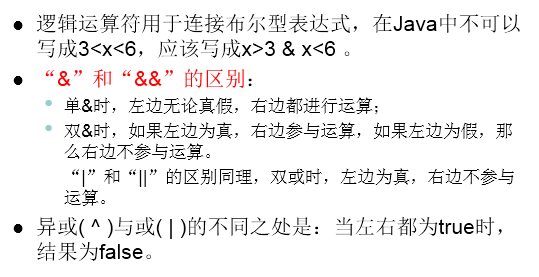 逻辑运算符用于连接布尔型表达式，在Java中不可以
写成3<x<6，应该写成x>3 & x<6 。
“&”和“&&”的区别：
单&时，左边无论真假，右边都进行运算；
双&时，如果左边为真，右边参与运算，如果左边为假，那
么右边不参与运算。
“|”和“||”的区别同理，双或时，左边为真，右边不参与
运算。
异或( ^ )与或( | )的不同之处是：当左右都为true时，
结果为false。